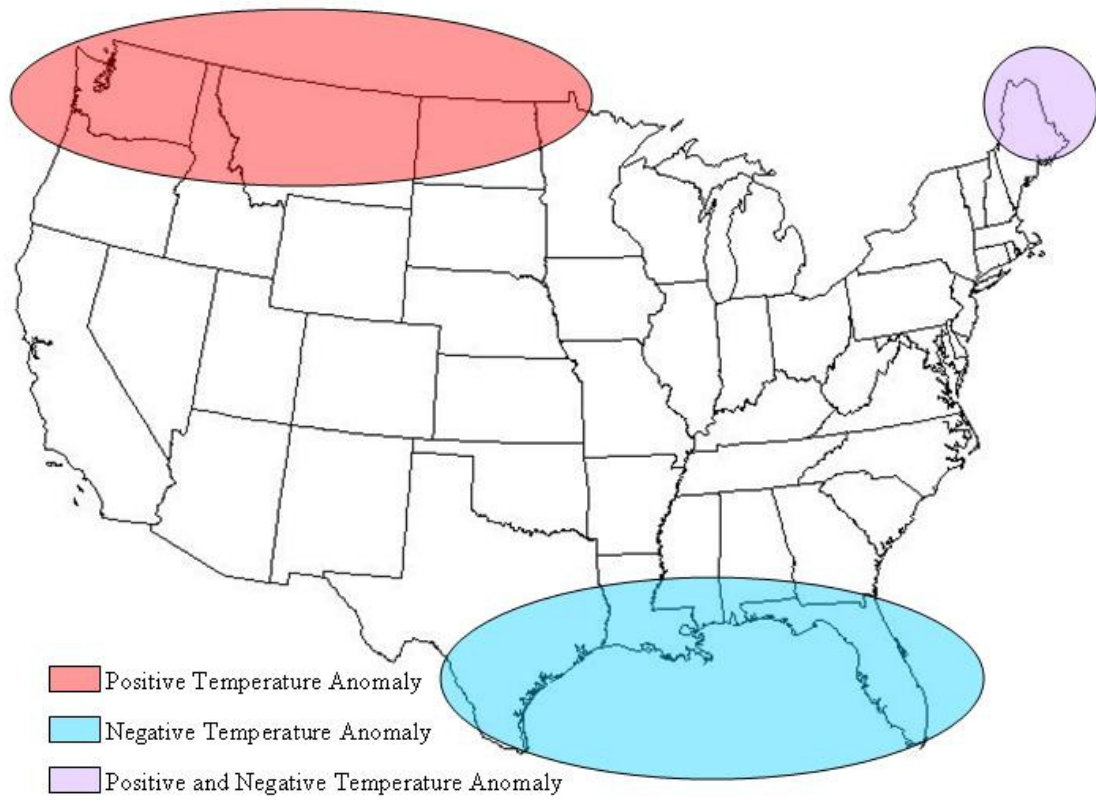 Positive Temperature Anomaly
Negative Temperature Anomaly
Positive and Negative Temperature Anomaly